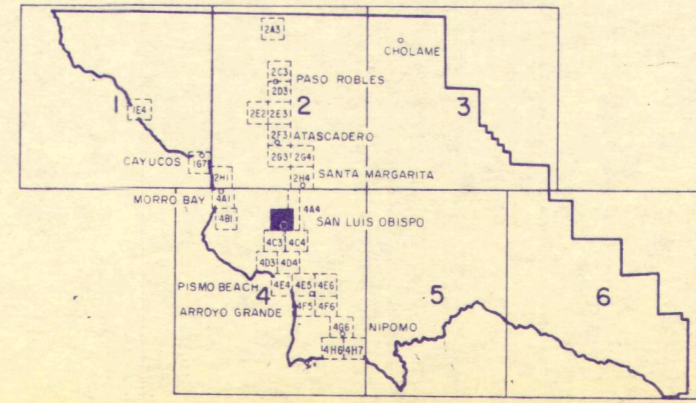 2A3
CHOLAME
2C3
PASO ROBLES
2D3
1
1E4
2E2 2E3
2
3
2F3
ATASCADERO
CAYUCOS
1G7
2G3 2G4
2H1
2H4
SANTA MARGARITA
MORRO BAY
4A1
4A4
4B1
SAN LUIS OBISPO
4C3 4C4
4D3 4D4
PISMO BEACH
4E4 4E5 4E6
4
5
6
ARROYO GRANDE
4F5 4F6
4G6
NIPOMO
4H6 4H7